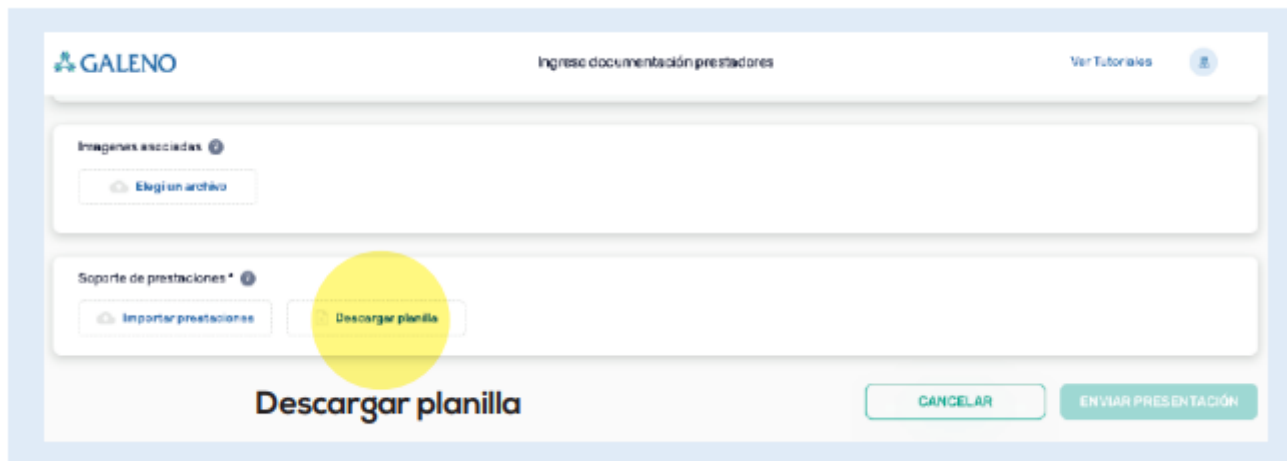 GALENO
Ingreso documentación prestadores
Ver Tutoriales
Imagenes asociadas
Elegí un archivo
Soporte de prestaciones *
Importar prestaciones
Descargar planilla
Descargar planilla
CANCELAR
ENVIAR PRESENTACIÓN